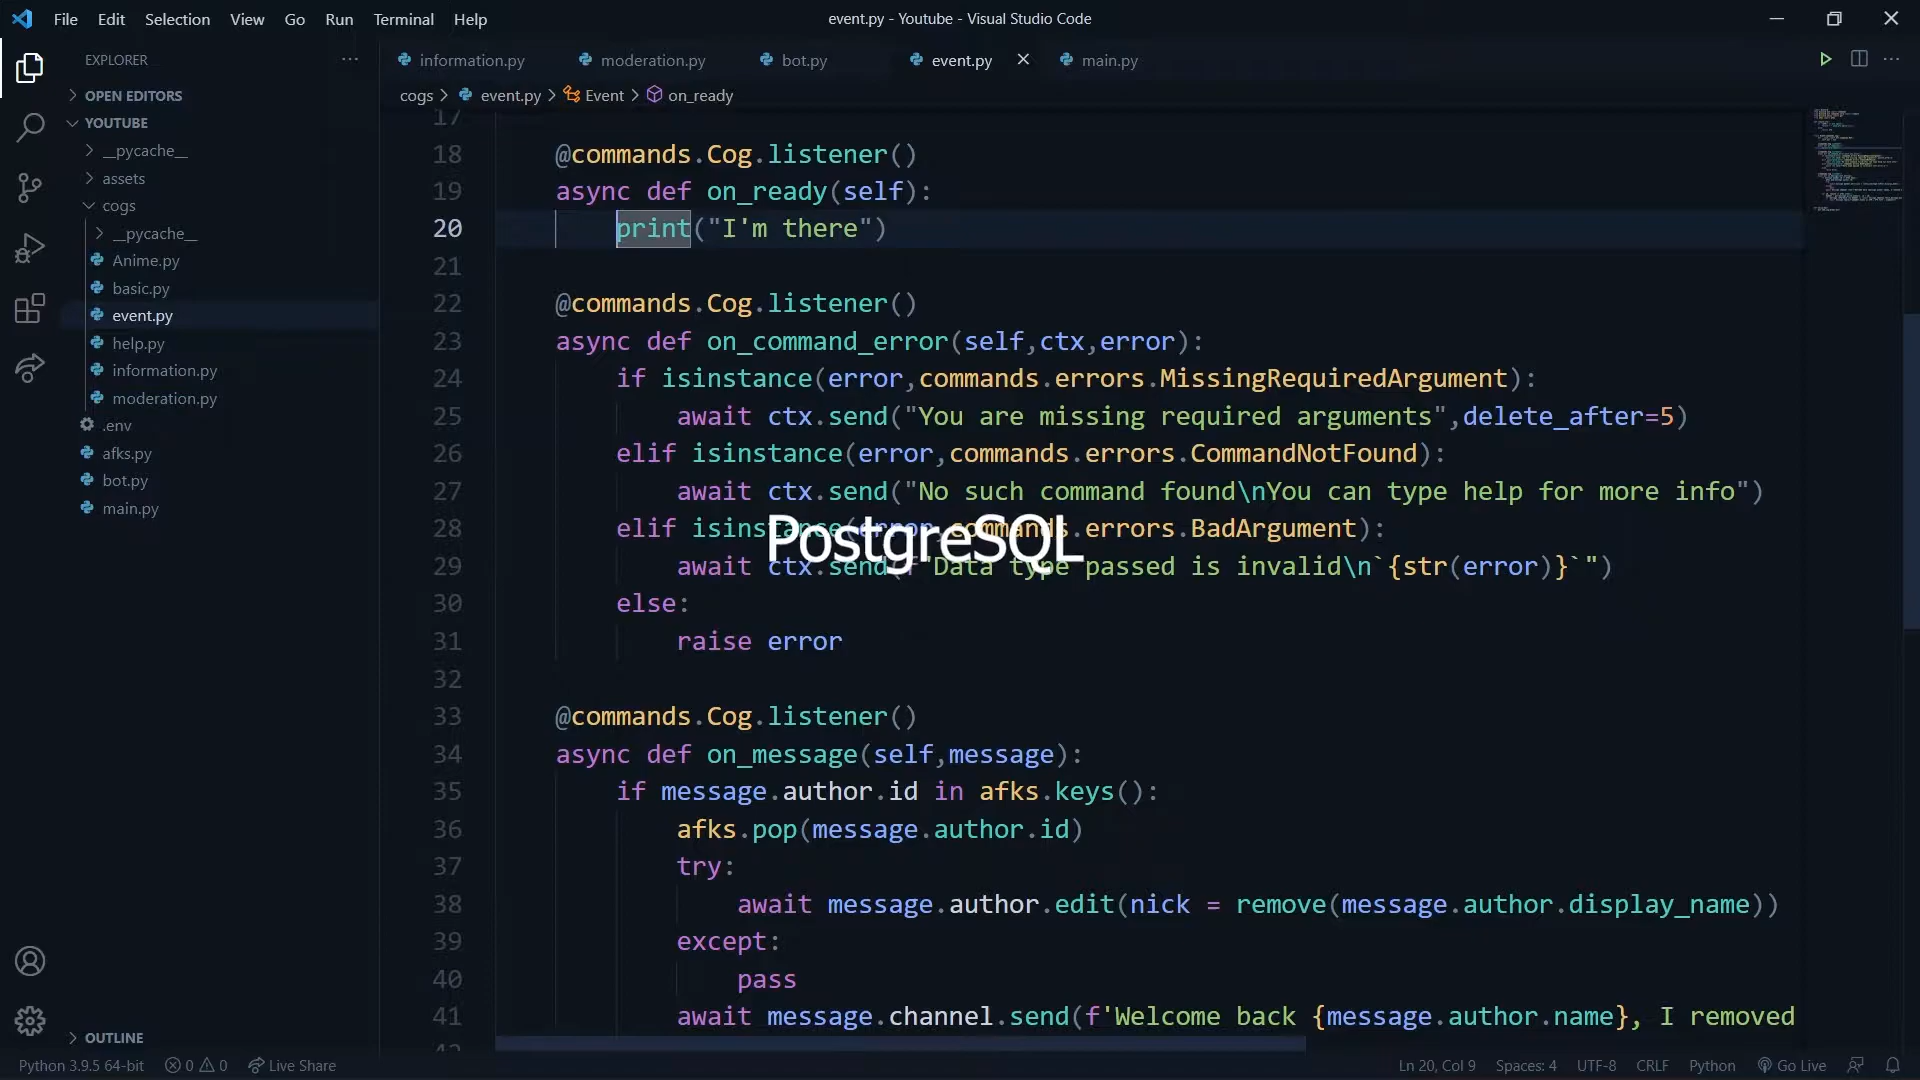 File Edit Selection View Go Run Terminal Help
event.py - Youtube - Visual Studio Code
EXPLORER
OPEN EDITORS
YOUTUBE
__pycache__
assets
cogs
__pycache__
Anime.py
basic.py
event.py
help.py
information.py
moderation.py
.env
afks.py
bot.py
main.py
OUTLINE
information.py moderation.py bot.py event.py main.py
cogs event.py Event on_ready
17
18 @commands.Cog.listener()
19 async def on_ready(self):
20 print("I'm there")
21
22 @commands.Cog.listener()
23 async def on_command_error(self,ctx,error):
24 if isinstance(error,commands.errors.MissingRequiredArgument):
25 await ctx.send("You are missing required arguments",delete_after=5)
26 elif isinstance(error,commands.errors.CommandNotFound):
27 await ctx.send("No such command found\nYou can type help for more info")
28 elif isinstance(error,commands.errors.BadArgument):
PostgreSQL
29 await ctx.send(f"Data type passed is invalid\n`{str(error)}`")
30 else:
31 raise error
32
33 @commands.Cog.listener()
34 async def on_message(self,message):
35 if message.author.id in afks.keys():
36 afks.pop(message.author.id)
37 try:
38 await message.author.edit(nick = remove(message.author.display_name))
39 except:
40 pass
41 await message.channel.send(f'Welcome back {message.author.name}, I removed
Python 3.9.5 64-bit 0 0 Live Share
Ln 20, Col 9 Spaces: 4 UTF-8 CRLF Python Go Live